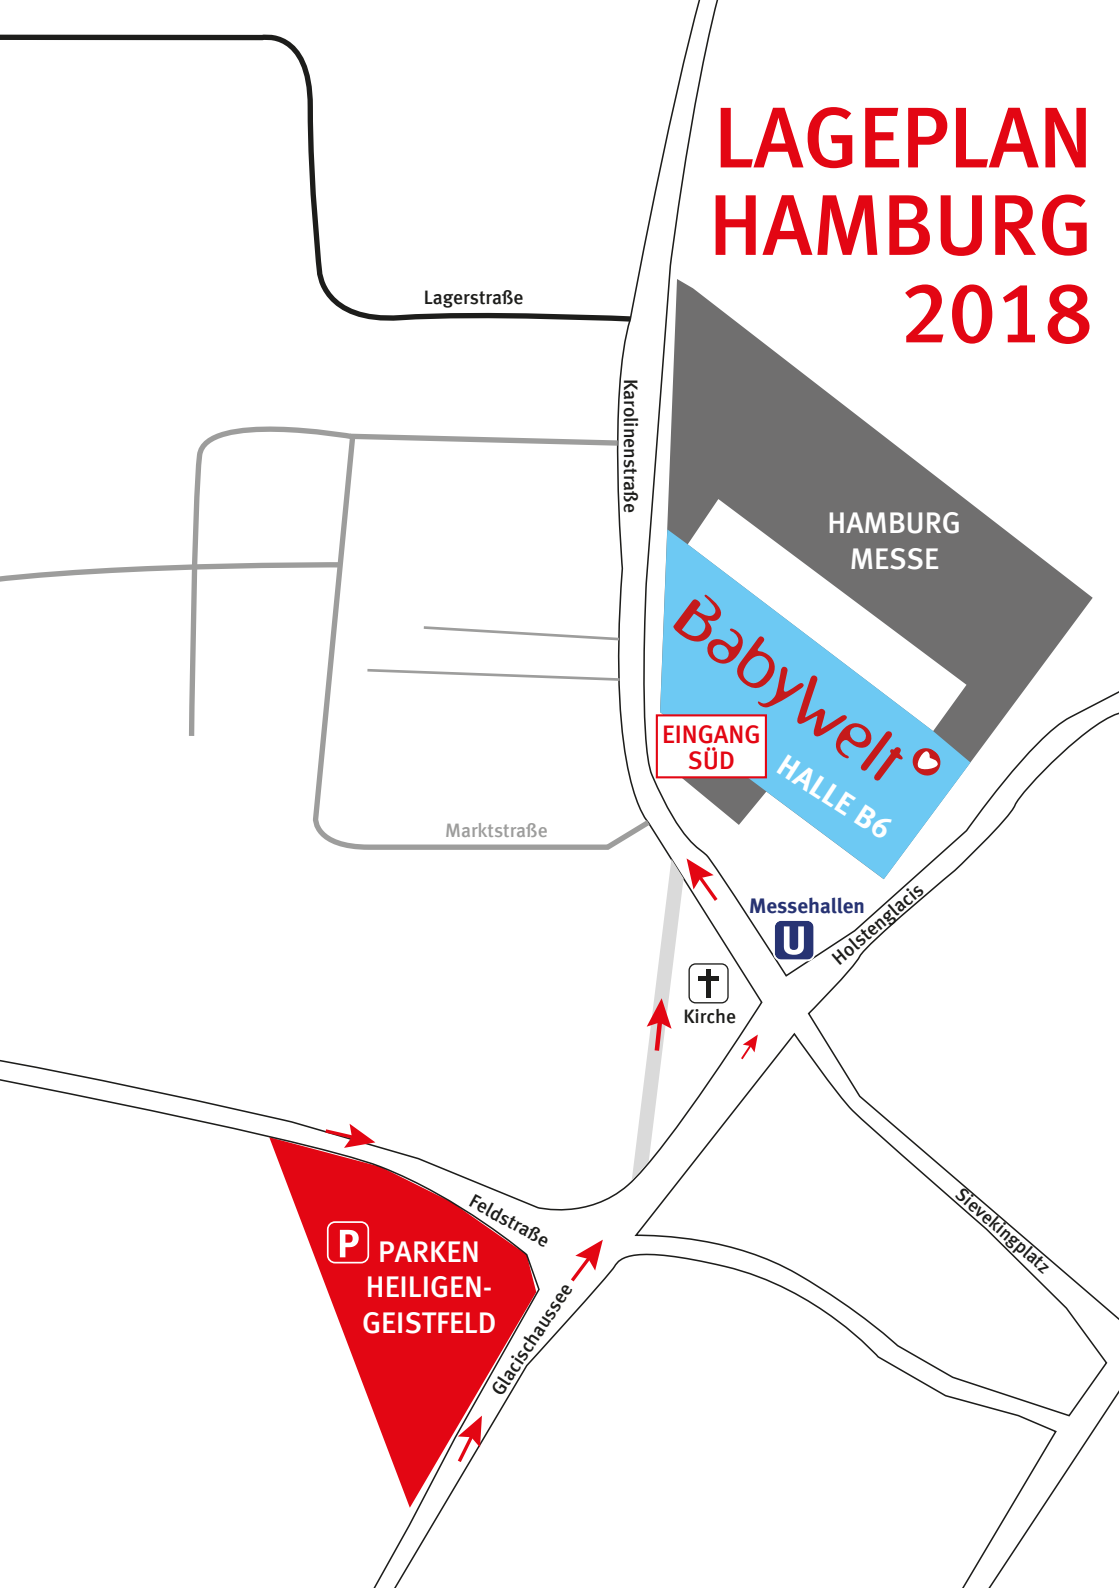 LAGEPLAN
HAMBURG
2018
Lagerstraße
Karolinenstraße
HAMBURG
MESSE
BabyWelt
EINGANG
SÜD
HALLE B6
Marktstraße
Messehallen
U
Holstenglacis
Kirche
Sievekingplatz
Feldstraße
P PARKEN
HEILIGEN-
GEISTFELD
Glacischaussee